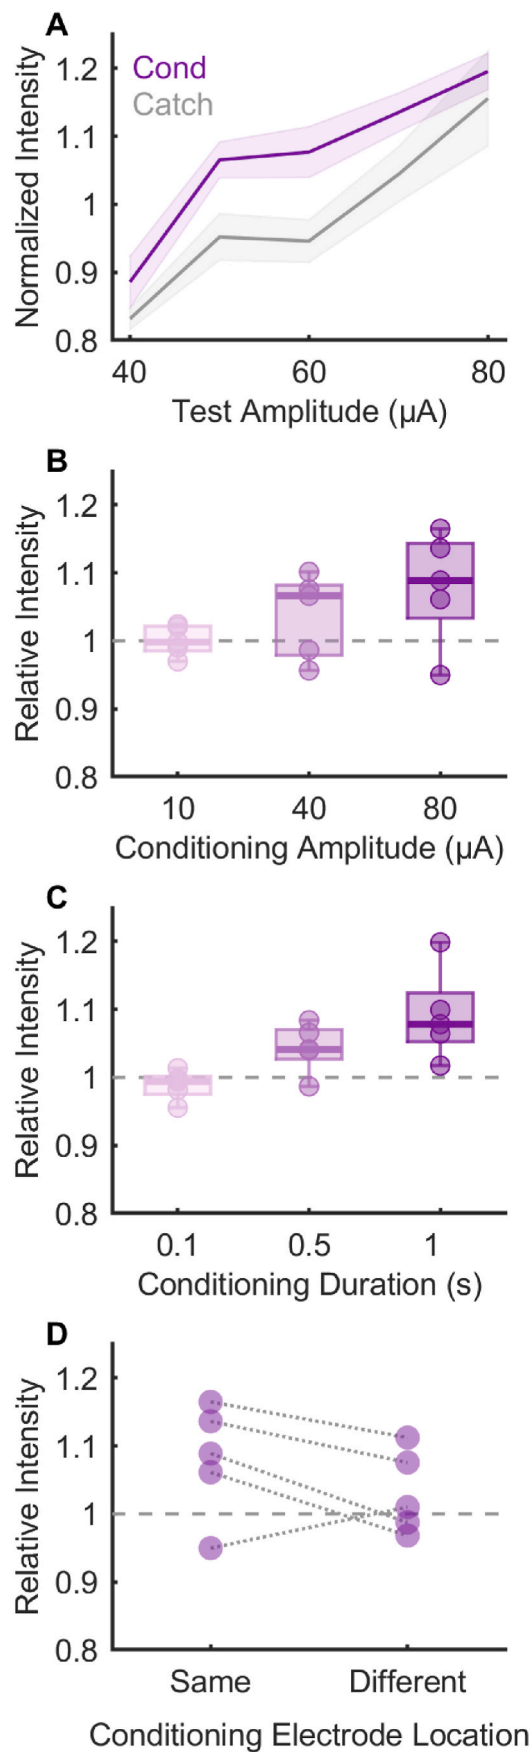 A
Normalized Intensity
1.2
1.1
1
0.9
0.8
Cond
Catch
40
60
80
Test Amplitude (µA)
B
Relative Intensity
1.2
1.1
1
0.9
0.8
10
40
80
Conditioning Amplitude (µA)
C
Relative Intensity
1.2
1.1
1
0.9
0.8
0.1
0.5
1
Conditioning Duration (s)
D
Relative Intensity
1.2
1.1
1
0.9
0.8
Same
Different
Conditioning Electrode Location